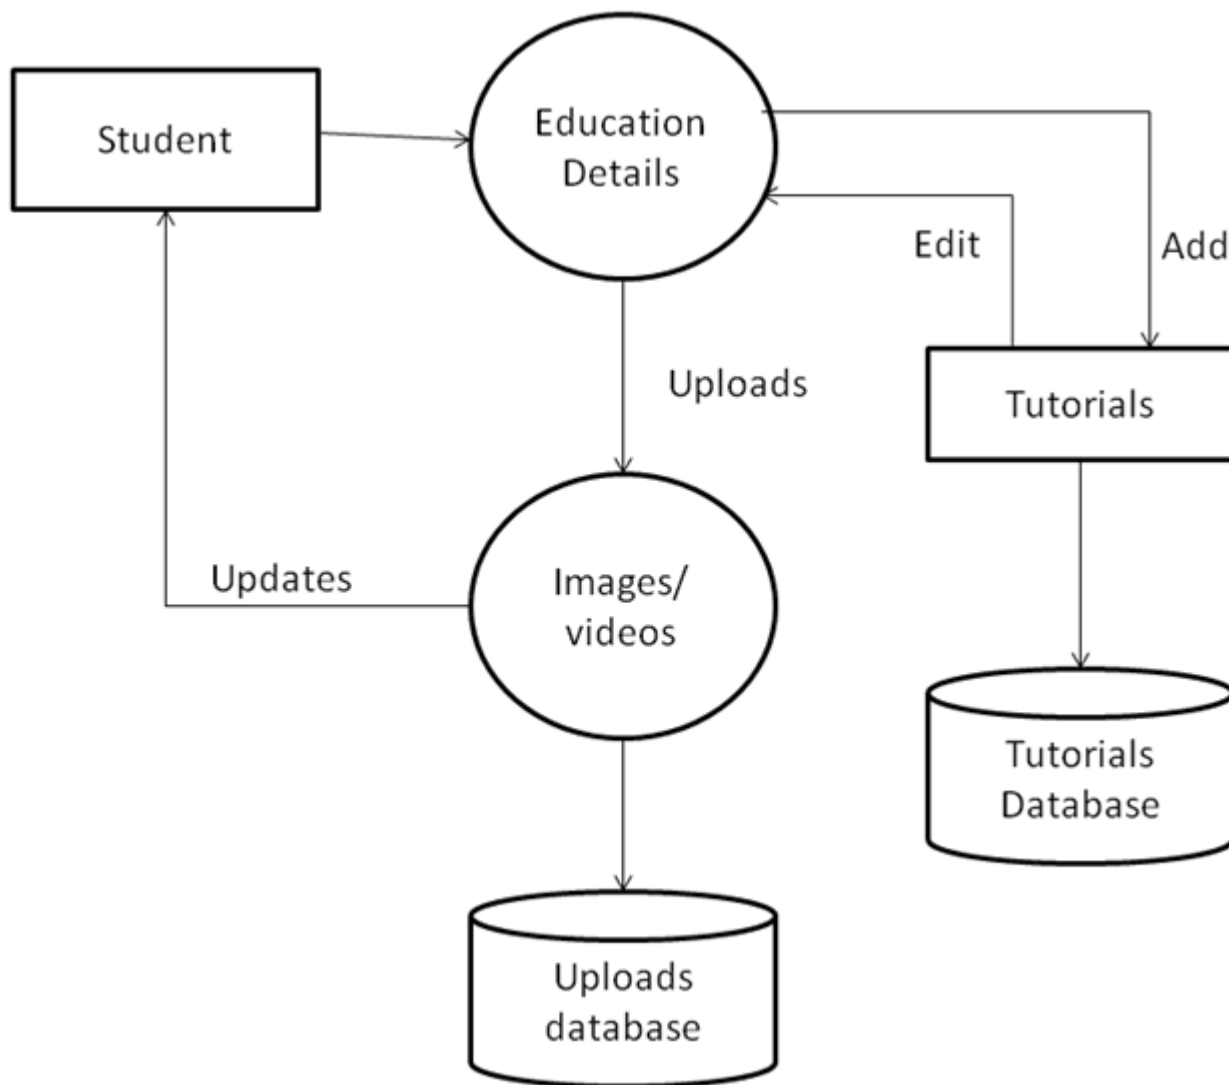 Student
Education
Details
Edit
Add
Uploads
Tutorials
Updates
Images/
videos
Tutorials
Database
Uploads
database